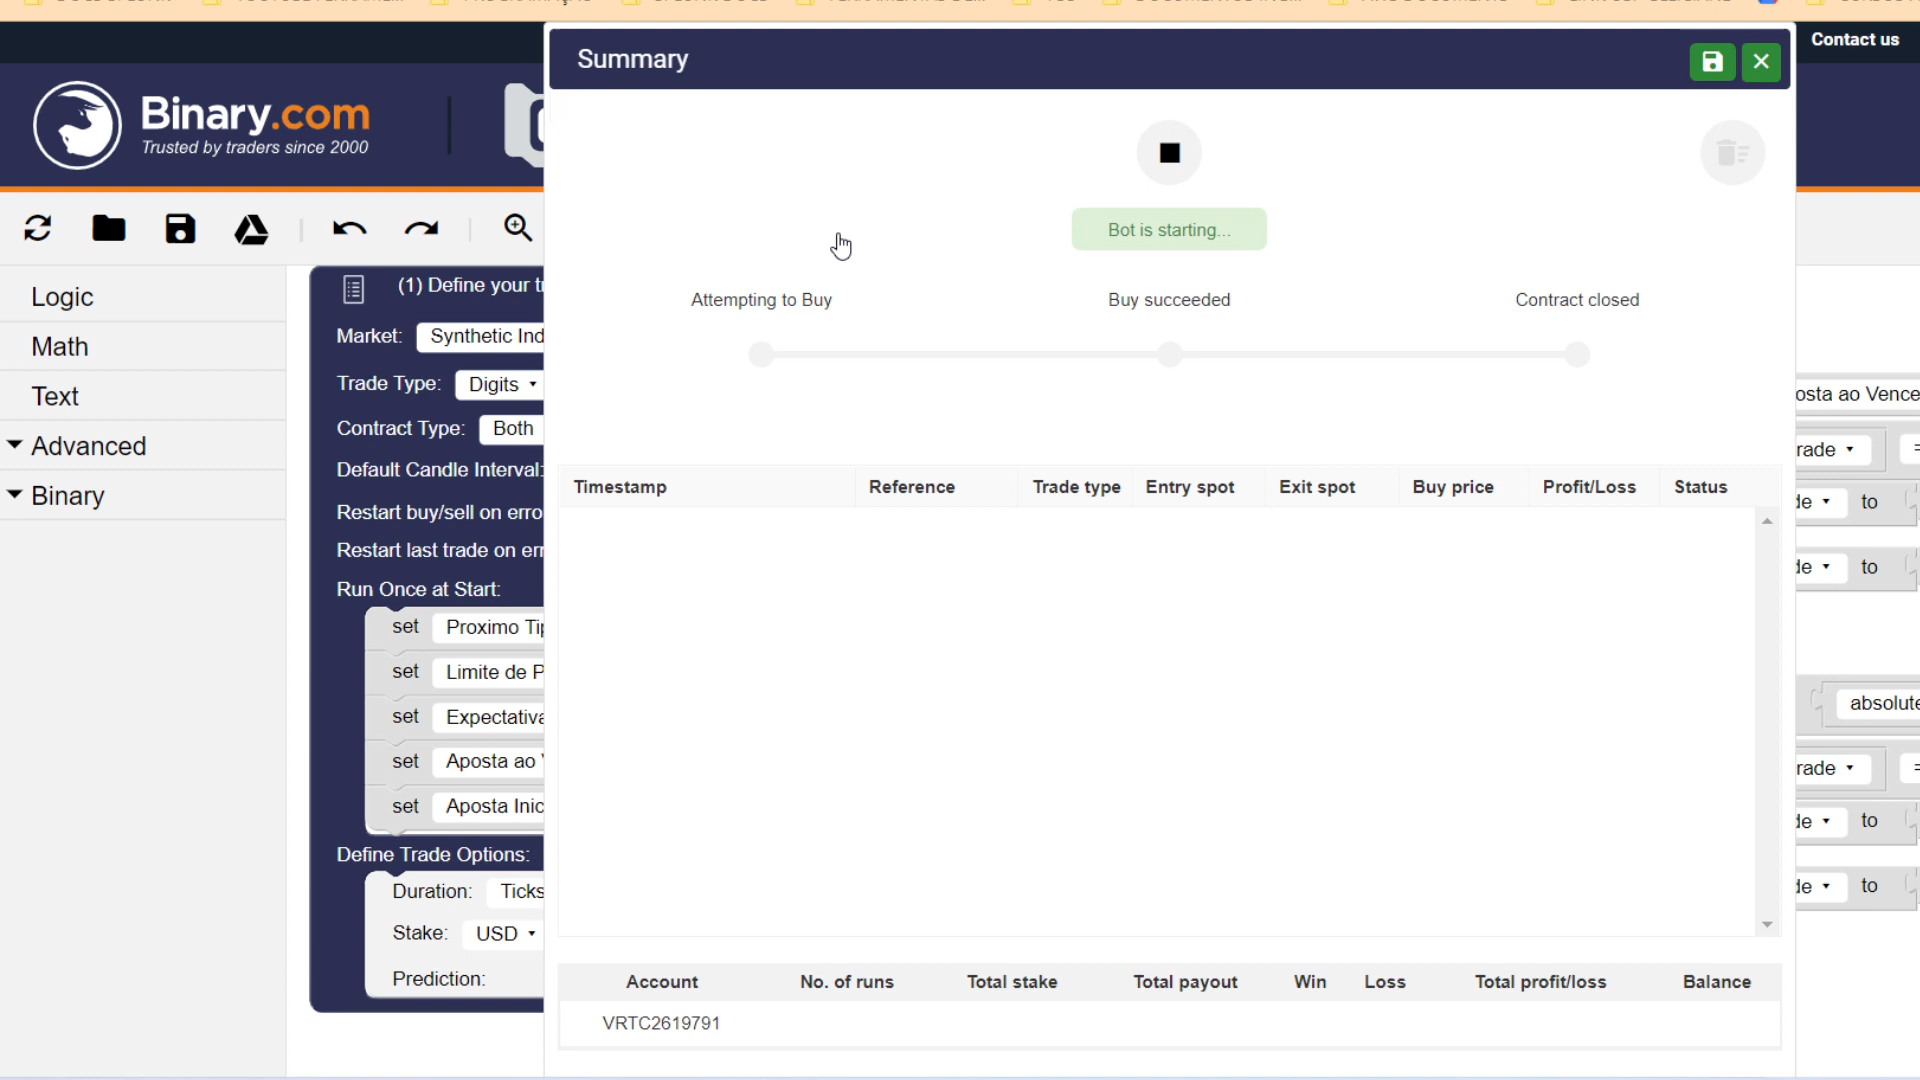 Contact us
Summary
Binary.com
Trusted by traders since 2000
Bot is starting...
Attempting to Buy
Buy succeeded
Contract closed
Logic
Math
Text
Advanced
Binary
(1) Define your t
Market: Synthetic Ind
Trade Type: Digits
Contract Type: Both
Default Candle Interval:
Restart buy/sell on erro
Restart last trade on err
Run Once at Start:
set Proximo Tip
set Limite de P
set Expectativa
set Aposta ao
set Aposta Inic
Define Trade Options:
Duration: Ticks
Stake: USD
Prediction:
Timestamp Reference Trade type Entry spot Exit spot Buy price Profit/Loss Status
Account No. of runs Total stake Total payout Win Loss Total profit/loss Balance
VRTC2619791
osta ao Vence
rade =
de to
de to
absolute
rade =
de to
de to